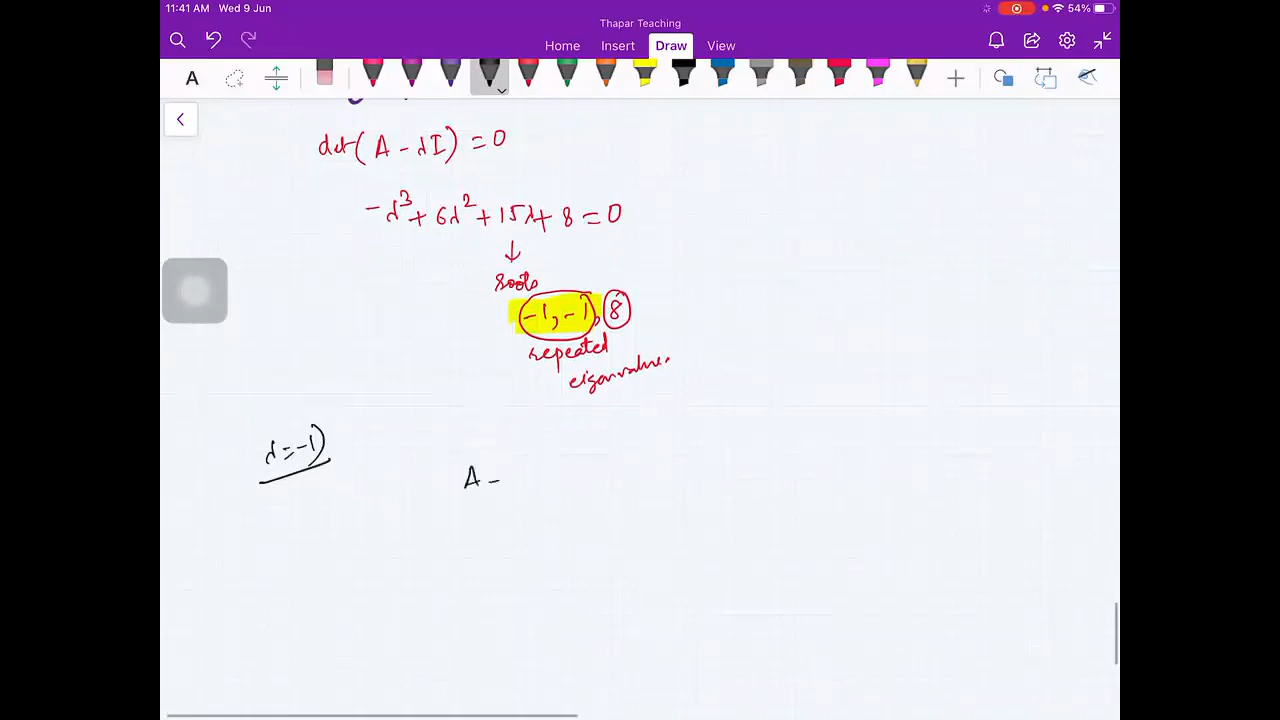 11:41 AM Wed 9 Jun
54%
Thapar Teaching
Home Insert Draw View
A
det(A - λI) = 0
-λ³ + 6λ² + 15λ + 8 = 0
↓
roots
-1, -1, 8
repeated
eigenvalue.
λ = -1)
A -